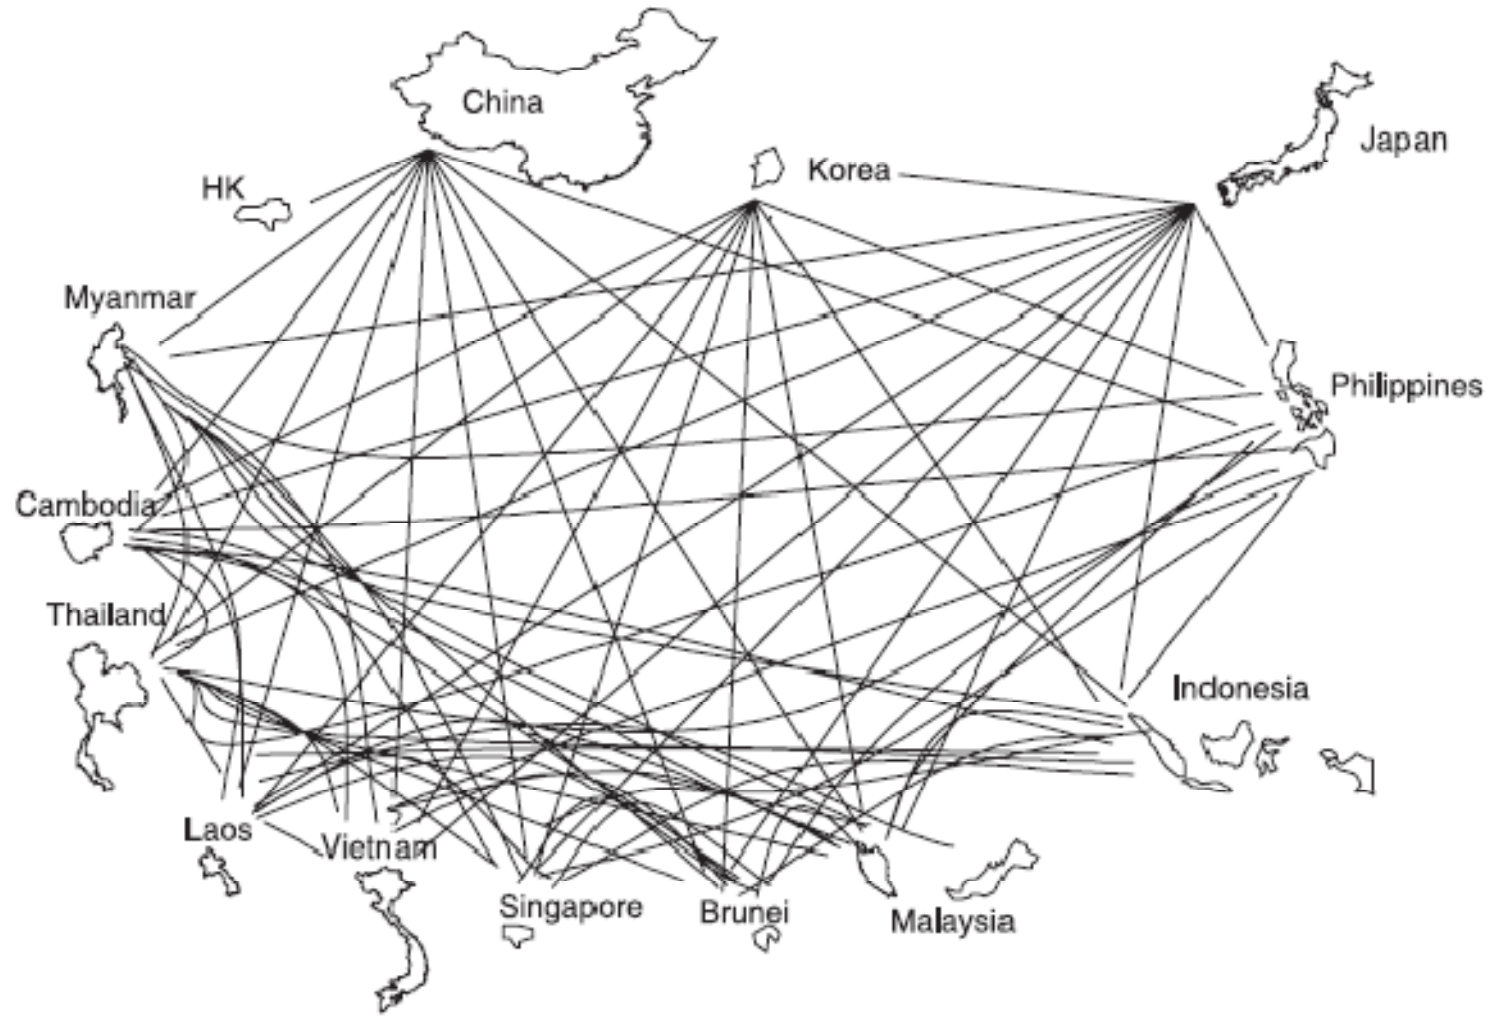 China
Japan
Korea
HK
Myanmar
Philippines
Cambodia
Thailand
Indonesia
Laos
Vietnam
Singapore
Brunei
Malaysia